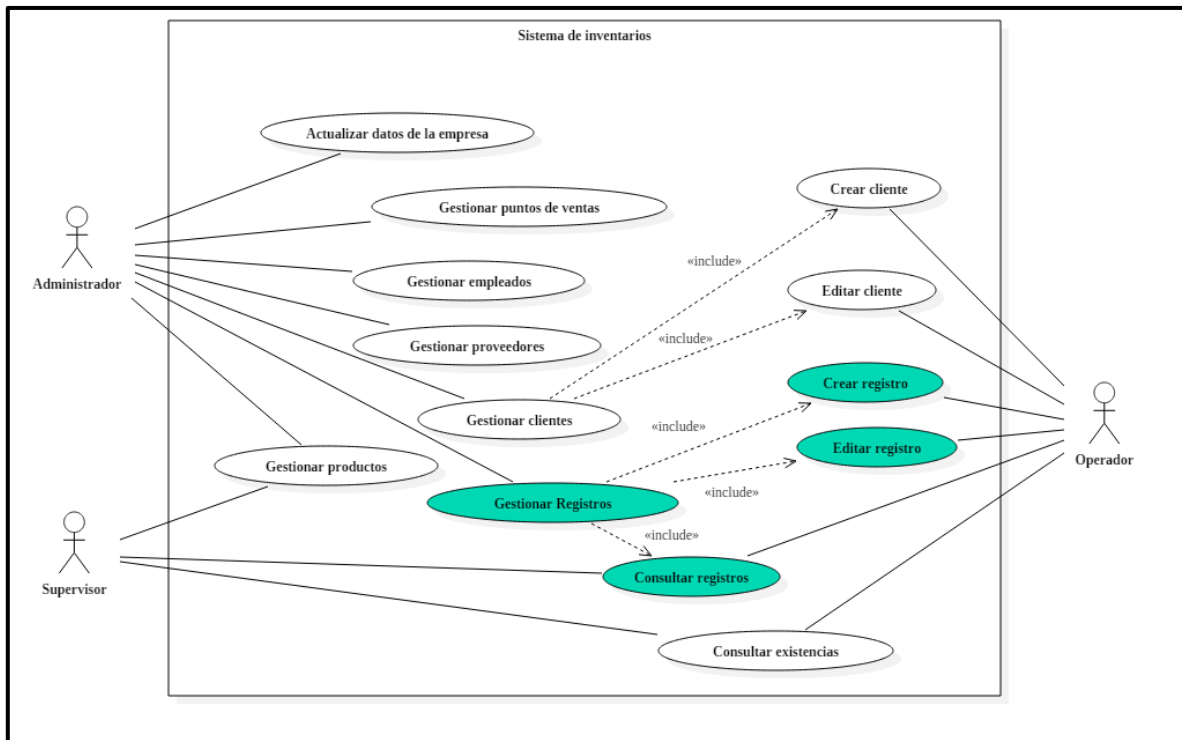 Sistema de inventarios
Actualizar datos de la empresa
Crear cliente
Gestionar puntos de ventas
«include»
Administrador
Gestionar empleados
Editar cliente
«include»
Gestionar proveedores
Crear registro
Gestionar clientes
«include»
Editar registro
Operador
Gestionar productos
«include»
Gestionar Registros
«include»
Consultar registros
Supervisor
Consultar existencias